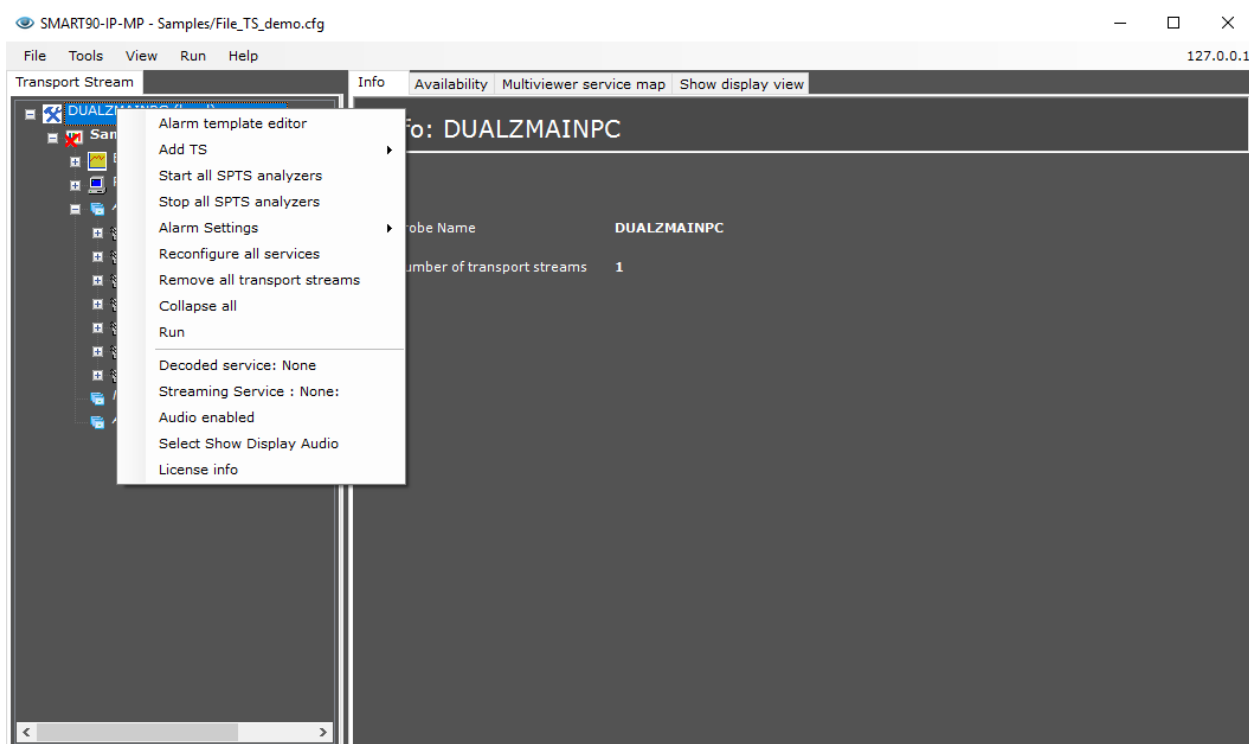 SMART90-IP-MP - Samples/File_TS_demo.cfg
File Tools View Run Help
127.0.0.1
Transport Stream
Info Availability Multiviewer service map Show display view
Alarm template editor
Add TS
Start all SPTS analyzers
Stop all SPTS analyzers
Alarm Settings
Reconfigure all services
Remove all transport streams
Collapse all
Run
Decoded service: None
Streaming Service : None:
Audio enabled
Select Show Display Audio
License info
fo: DUALZMAINPC
robe Name DUALZMAINPC
umber of transport streams 1